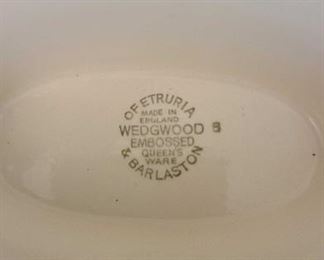 OF ETRURIA
MADE IN
ENGLAND
WEDGWOOD
EMBOSSED
QUEEN'S
WARE
& BARLASTON